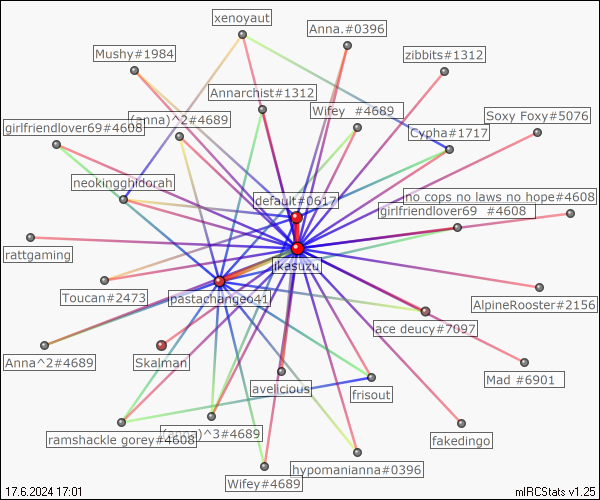 xenoyaut
Anna.#0396
Mushy#1984
zibbits#1312
Annarchist#1312
Wifey  #4689
(anna)^2#4689
Soxy Foxy#5076
girlfriendlover69#4608
Cypha#1717
neokingghidorah
default#0617
no cops no laws no hope#4608
girlfriendlover69  #4608
rattgaming
jkasuzu
Toucan#2473
pastachangeo41
AlpineRooster#2156
ace deucy#7097
Anna^2#4689
Skalman
Mad #6901
avelicious
frisout
ramshackle gorey#4608
(anna)^3#4689
fakedingo
hypomanianna#0396
Wifey#4689
17.6.2024 17:01
mIRCStats v1.25